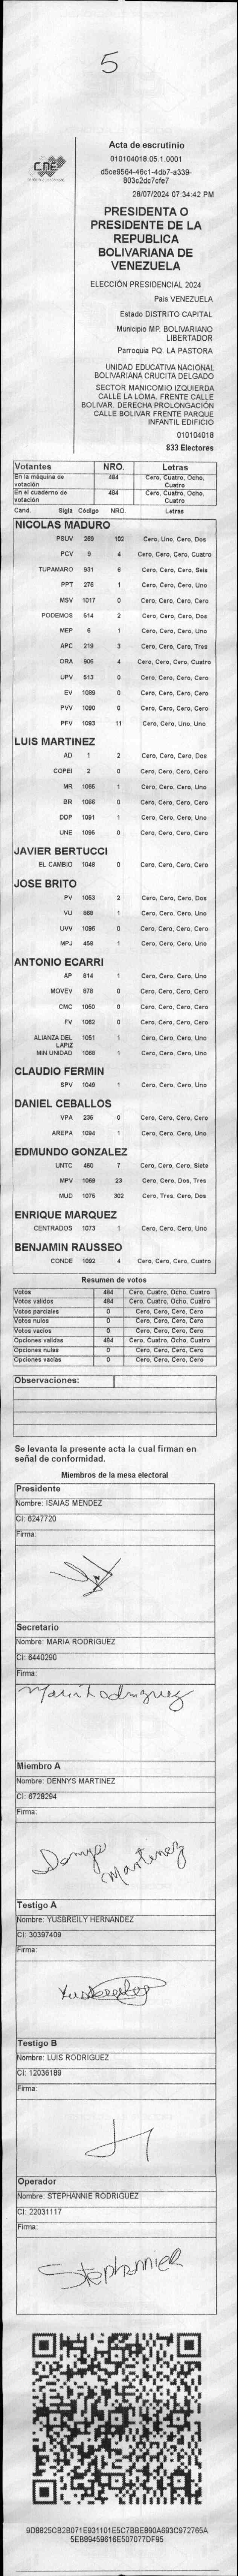 5
CNE
Acta de escrutinio
010104018.05.1.0001
d5ce9564-46c1-4db7-a339-
803c2dc7cfe7
28/07/2024 07:34:42 PM
PRESIDENTA O
PRESIDENTE DE LA
REPUBLICA
BOLIVARIANA DE
VENEZUELA
ELECCIÓN PRESIDENCIAL 2024
Pais VENEZUELA
Estado DISTRITO CAPITAL
Municipio MP. BOLIVARIANO
LIBERTADOR
Parroquia PQ. LA PASTORA
UNIDAD EDUCATIVA NACIONAL
BOLIVARIANA CRUCITA DELGADO
SECTOR MANICOMIO IZQUIERDA
CALLE LA LOMA. FRENTE CALLE
BOLIVAR. DERECHA PROLONGACIÓN
CALLE BOLIVAR FRENTE PARQUE
INFANTIL EDIFICIO
010104018
833 Electores
Votantes NRO. Letras
En la máquina de votación 484 Cero, Cuatro, Ocho, Cuatro
En el cuaderno de votación 484 Cero, Cuatro, Ocho, Cuatro
Cand. Sigla Código NRO. Letras
NICOLAS MADURO
PSUV 269 102 Cero, Uno, Cero, Dos
PCV 9 4 Cero, Cero, Cero, Cuatro
TUPAMARO 931 6 Cero, Cero, Cero, Seis
PPT 276 1 Cero, Cero, Cero, Uno
MSV 1017 0 Cero, Cero, Cero, Cero
PODEMOS 514 2 Cero, Cero, Cero, Dos
MEP 6 1 Cero, Cero, Cero, Uno
APC 219 3 Cero, Cero, Cero, Tres
ORA 906 4 Cero, Cero, Cero, Cuatro
UPV 513 0 Cero, Cero, Cero, Cero
EV 1089 0 Cero, Cero, Cero, Cero
PVV 1090 0 Cero, Cero, Cero, Cero
PFV 1093 11 Cero, Cero, Uno, Uno
LUIS MARTINEZ
AD 1 2 Cero, Cero, Cero, Dos
COPEI 2 0 Cero, Cero, Cero, Cero
MR 1065 1 Cero, Cero, Cero, Uno
BR 1066 0 Cero, Cero, Cero, Cero
DDP 1091 1 Cero, Cero, Cero, Uno
UNE 1095 0 Cero, Cero, Cero, Cero
JAVIER BERTUCCI
EL CAMBIO 1048 0 Cero, Cero, Cero, Cero
JOSE BRITO
PV 1053 2 Cero, Cero, Cero, Dos
VU 868 1 Cero, Cero, Cero, Uno
UVV 1096 0 Cero, Cero, Cero, Cero
MPJ 458 1 Cero, Cero, Cero, Uno
ANTONIO ECARRI
AP 814 1 Cero, Cero, Cero, Uno
MOVEV 878 0 Cero, Cero, Cero, Cero
CMC 1050 0 Cero, Cero, Cero, Cero
FV 1062 0 Cero, Cero, Cero, Cero
ALIANZA DEL LAPIZ 1051 1 Cero, Cero, Cero, Uno
MIN UNIDAD 1068 1 Cero, Cero, Cero, Uno
CLAUDIO FERMIN
SPV 1049 1 Cero, Cero, Cero, Uno
DANIEL CEBALLOS
VPA 236 0 Cero, Cero, Cero, Cero
AREPA 1094 1 Cero, Cero, Cero, Uno
EDMUNDO GONZALEZ
UNTC 460 7 Cero, Cero, Cero, Siete
MPV 1069 23 Cero, Cero, Dos, Tres
MUD 1075 302 Cero, Tres, Cero, Dos
ENRIQUE MARQUEZ
CENTRADOS 1073 1 Cero, Cero, Cero, Uno
BENJAMIN RAUSSEO
CONDE 1092 4 Cero, Cero, Cero, Cuatro
Resumen de votos
Votos 484 Cero, Cuatro, Ocho, Cuatro
Votos validos 484 Cero, Cuatro, Ocho, Cuatro
Votos parciales 0 Cero, Cero, Cero, Cero
Votos nulos 0 Cero, Cero, Cero, Cero
Votos vacios 0 Cero, Cero, Cero, Cero
Opciones validas 484 Cero, Cuatro, Ocho, Cuatro
Opciones nulas 0 Cero, Cero, Cero, Cero
Opciones vacias 0 Cero, Cero, Cero, Cero
Observaciones:
Se levanta la presente acta la cual firman en
señal de conformidad.
Miembros de la mesa electoral
Presidente
Nombre: ISAIAS MENDEZ
CI: 6247720
Firma:
Secretario
Nombre: MARIA RODRIGUEZ
CI: 6440290
Firma:
Maria Rodriguez
Miembro A
Nombre: DENNYS MARTINEZ
CI: 6728294
Firma:
Dennys Martinez
Testigo A
Nombre: YUSBREILY HERNANDEZ
CI: 30397409
Firma:
Testigo B
Nombre: LUIS RODRIGUEZ
CI: 12036189
Firma:
Operador
Nombre: STEPHANNIE RODRIGUEZ
CI: 22031117
Firma:
9D8825CB2B071E931101E5C7BBE890A693C972765A
5EB89459616E507077DF95